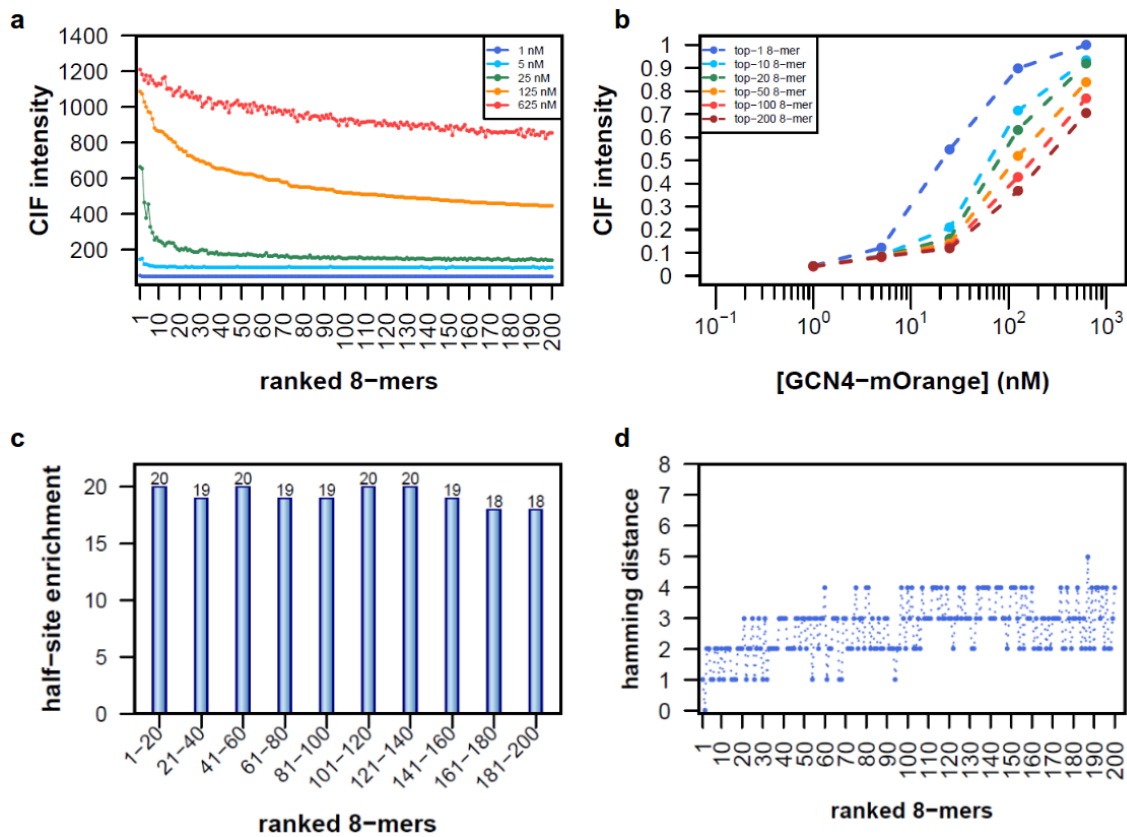 a
1400
1200
1000
800
600
400
200
CIF intensity
1 nM
5 nM
25 nM
125 nM
625 nM
1 10 20 30 40 50 60 70 80 90 100 110 120 130 140 150 160 170 180 190 200
ranked 8−mers
b
1
0.9
0.8
0.7
0.6
0.5
0.4
0.3
0.2
0.1
0
CIF intensity
top−1 8−mer
top−10 8−mer
top−20 8−mer
top−50 8−mer
top−100 8−mer
top−200 8−mer
10⁻¹ 10⁰ 10¹ 10² 10³
[GCN4−mOrange] (nM)
c
20
15
10
5
0
half−site enrichment
20 19 20 19 19 20 20 19 18 18
1−20 21−40 41−60 61−80 81−100 101−120 121−140 141−160 161−180 181−200
ranked 8−mers
d
8
7
6
5
4
3
2
1
0
hamming distance
1 10 20 30 40 50 60 70 80 90 100 110 120 130 140 150 160 170 180 190 200
ranked 8−mers